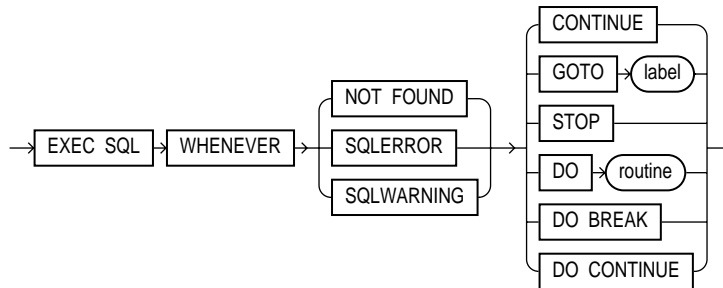 EXEC SQL
WHENEVER
NOT FOUND
SQLERROR
SQLWARNING
CONTINUE
GOTO label
STOP
DO routine
DO BREAK
DO CONTINUE